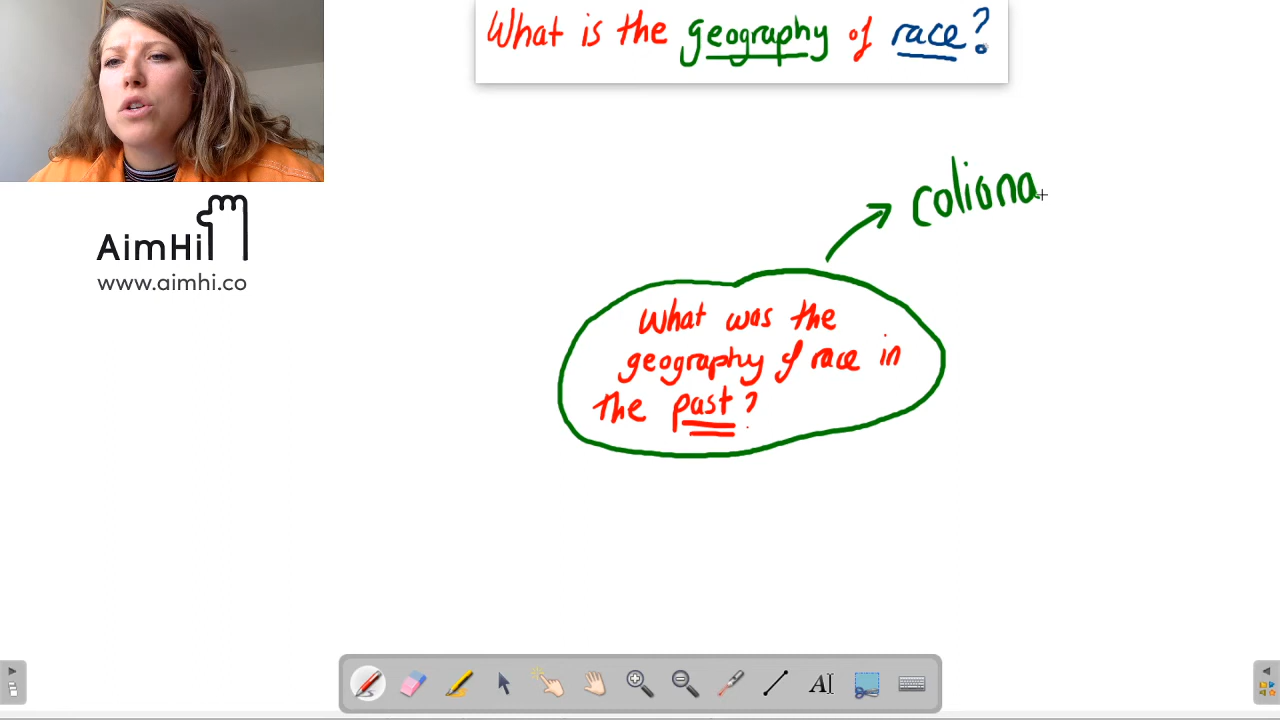 What is the geography of race?
coliona
AimHi
www.aimhi.co
What was the
geography of race in
the past?
AI